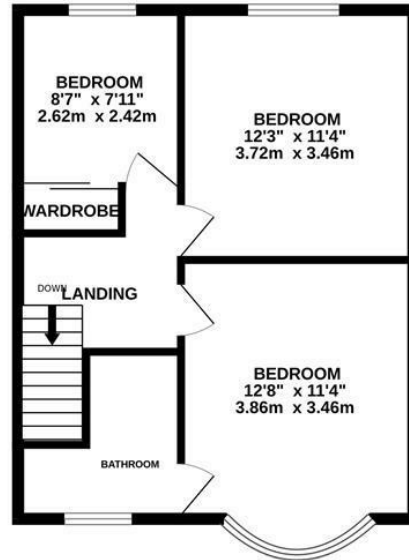 BEDROOM
8'7" x 7'11"
2.62m x 2.42m
BEDROOM
12'3" x 11'4"
3.72m x 3.46m
WARDROBE
DOWN
LANDING
BEDROOM
12'8" x 11'4"
3.86m x 3.46m
BATHROOM